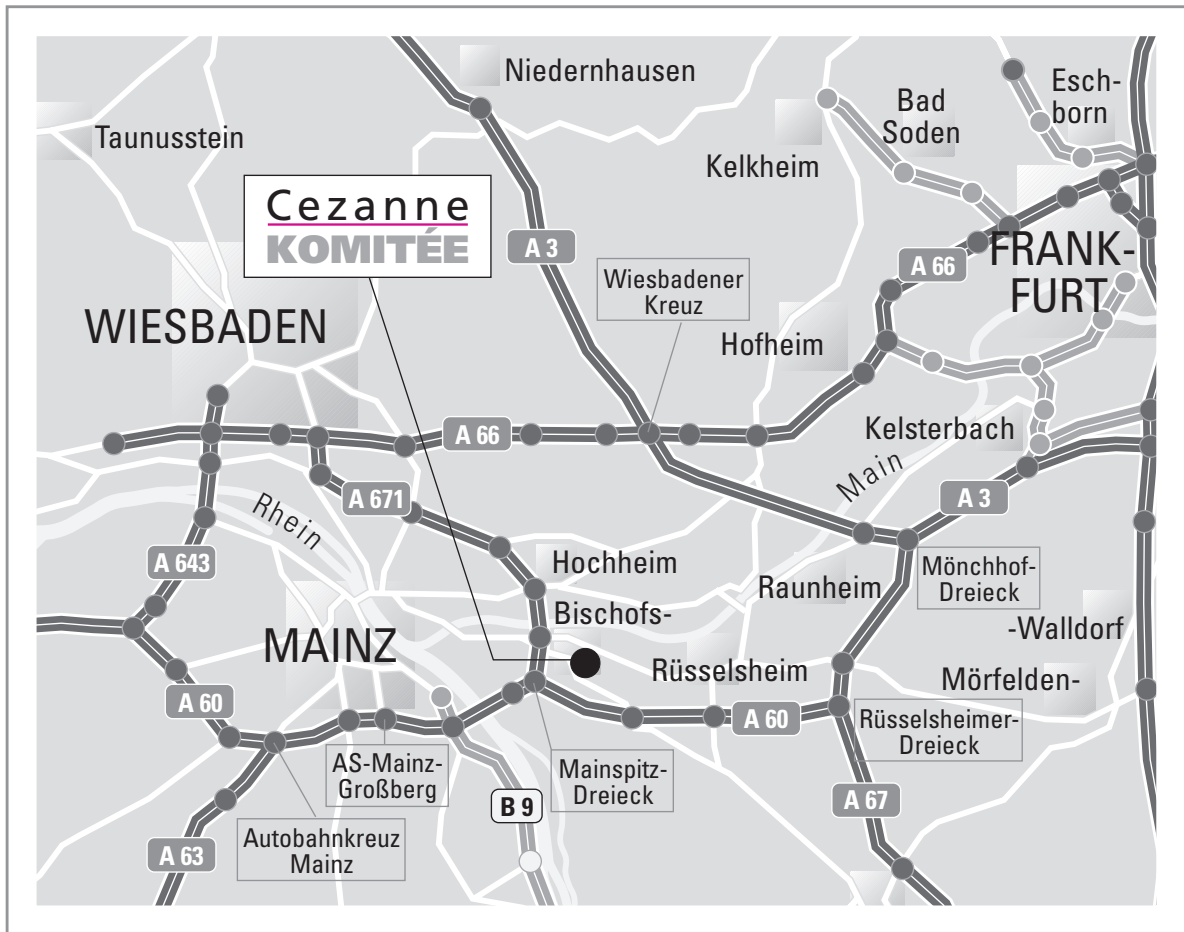 Niedernhausen
Esch-
born
Bad
Soden
Taunusstein
Kelkheim
Cezanne
KOMITÉE
A 3
FRANK-
FURT
A 66
Wiesbadener
Kreuz
WIESBADEN
Hofheim
A 66
Kelsterbach
Main
A 671
A 3
Rhein
A 643
Hochheim
Raunheim
Mönchhof-
Dreieck
Bischofs-
-Walldorf
MAINZ
Rüsselsheim
Mörfelden-
A 60
A 60
Rüsselsheimer-
Dreieck
AS-Mainz-
Großberg
Mainspitz-
Dreieck
A 67
B 9
Autobahnkreuz
Mainz
A 63